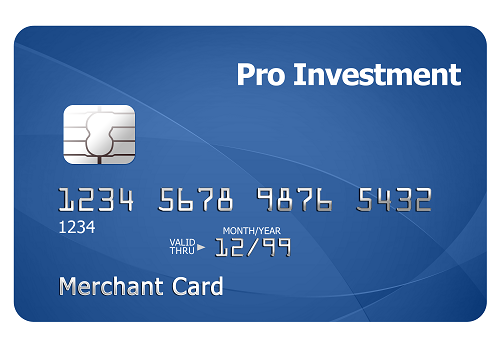 Pro Investment
1234 5678 9876 5432
1234
MONTH/YEAR
VALID THRU 12/99
Merchant Card